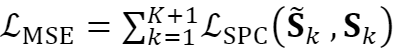 ℒ_MSE = ∑_{k=1}^{K+1} ℒ_SPC(S̃_k , S_k)